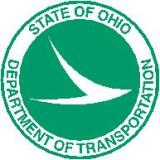 STATE OF OHIO
DEPARTMENT OF TRANSPORTATION